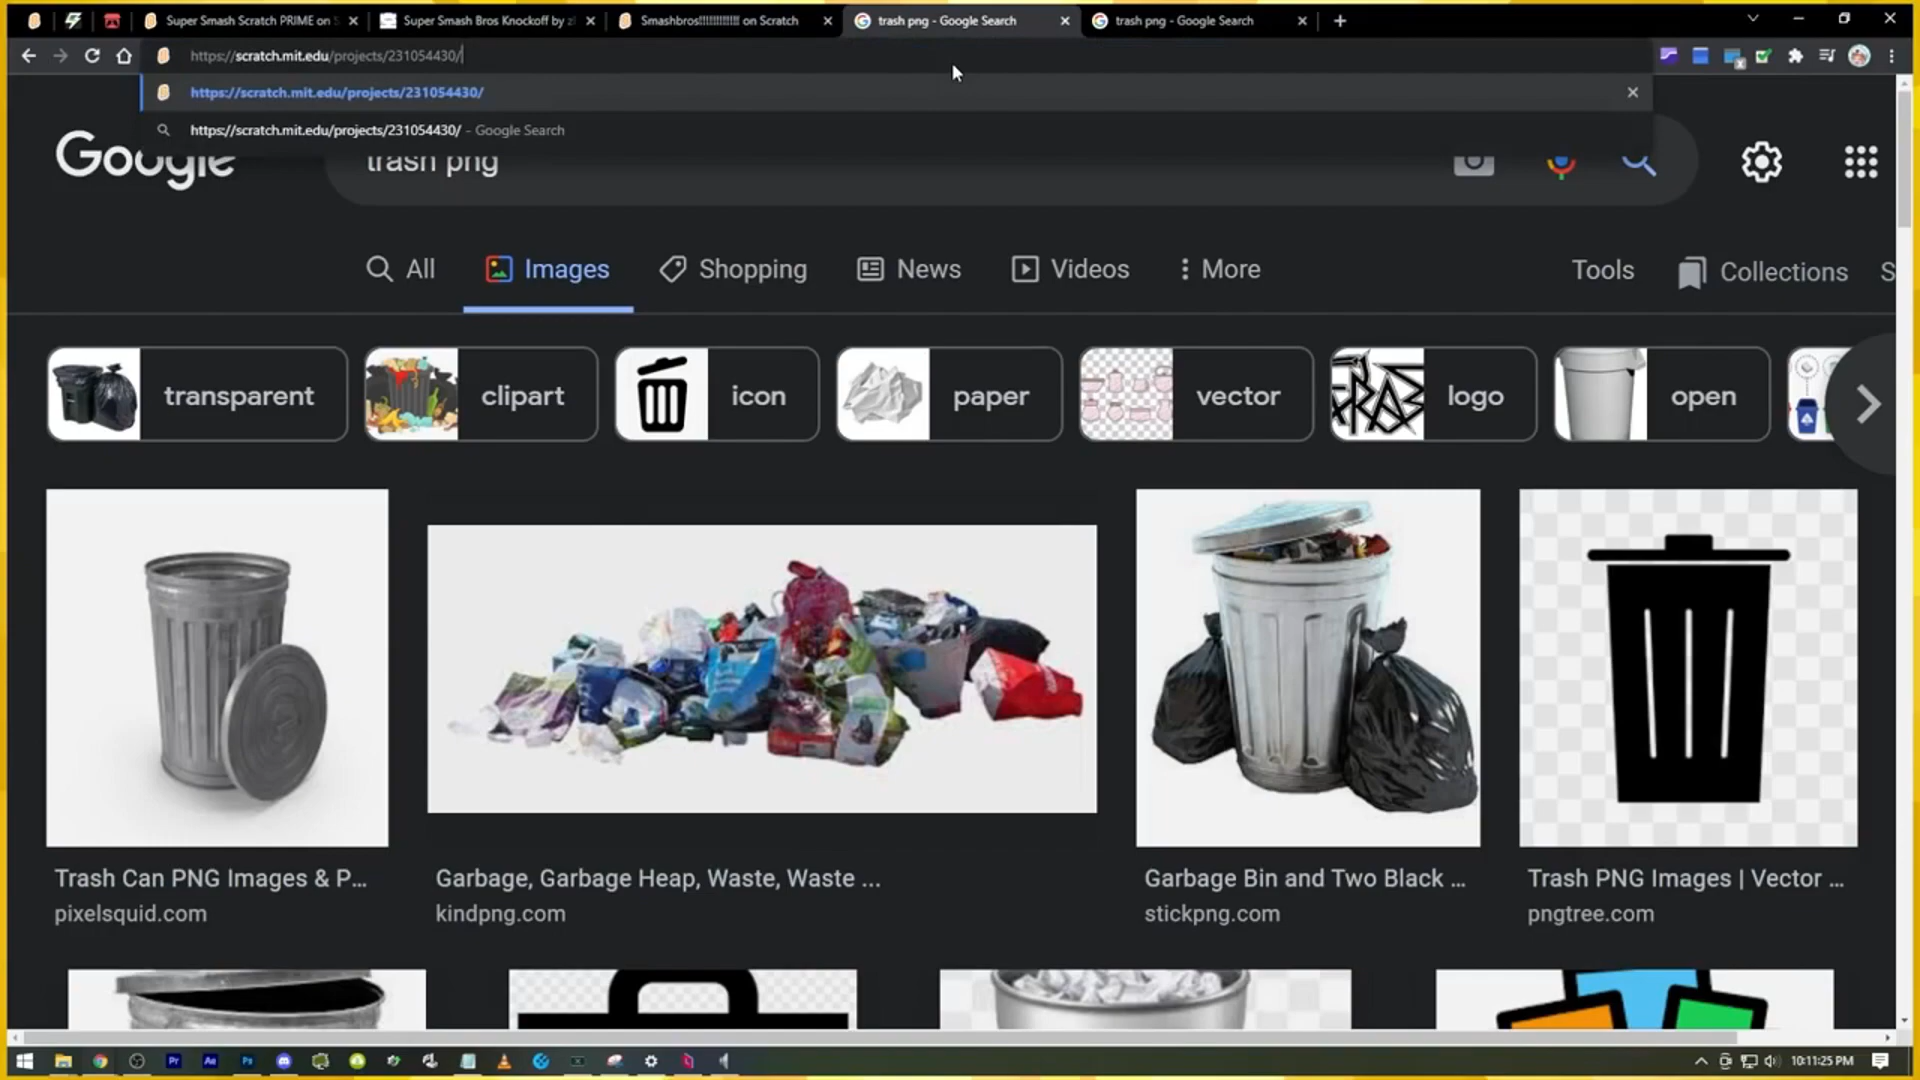 Super Smash Scratch PRIME on S
Super Smash Bros Knockoff by zl
Smashbros!!!!!!!!!!!!! on Scratch
trash png - Google Search
trash png - Google Search
https://scratch.mit.edu/projects/231054430/
https://scratch.mit.edu/projects/231054430/
https://scratch.mit.edu/projects/231054430/ - Google Search
Google
trash png
All
Images
Shopping
News
Videos
More
Tools
Collections
S
transparent
clipart
icon
paper
vector
logo
open
Trash Can PNG Images & P...
pixelsquid.com
Garbage, Garbage Heap, Waste, Waste ...
kindpng.com
Garbage Bin and Two Black ...
stickpng.com
Trash PNG Images | Vector ...
pngtree.com
Pr
Ae
Ps
10:11:25 PM